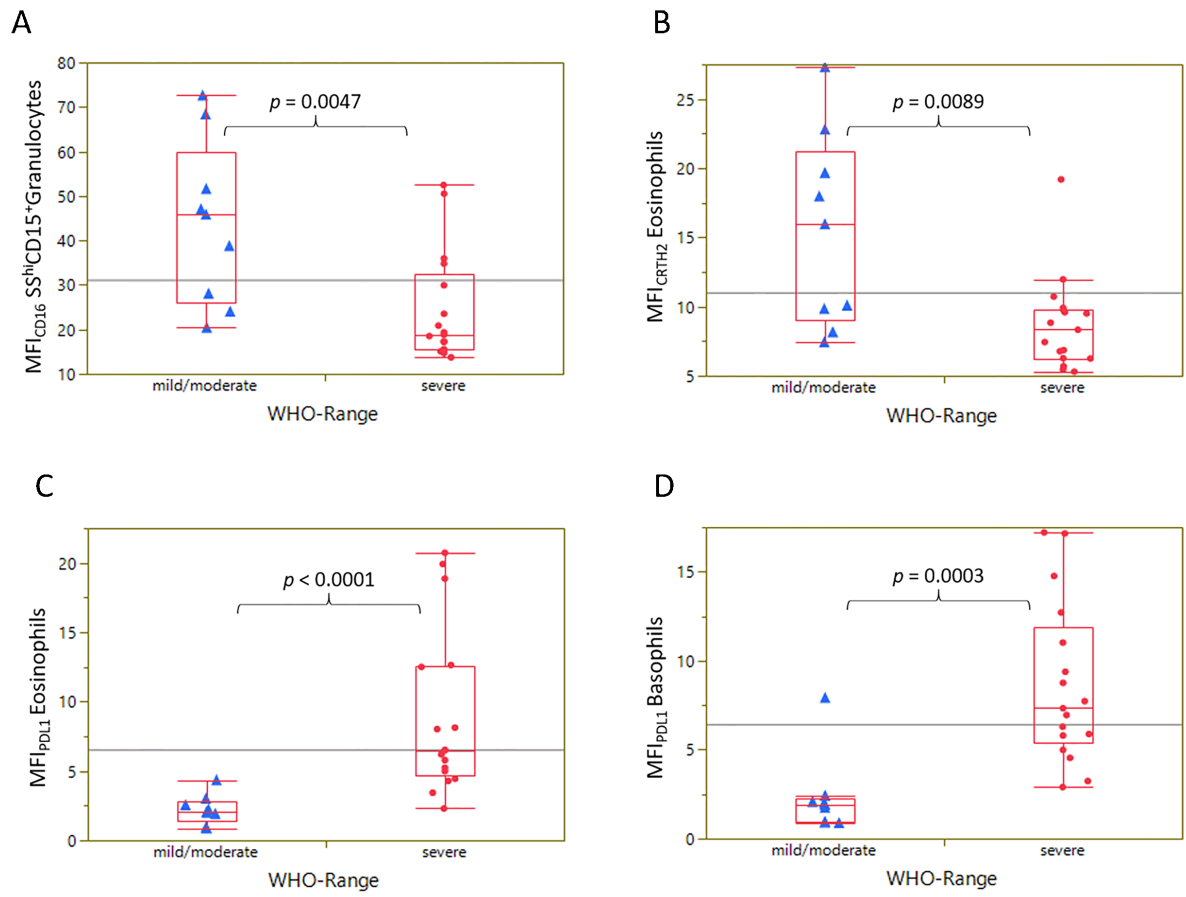 A
MFICD16 SShiCD15+Granulocytes
80
70
60
50
40
30
20
10
p = 0.0047
mild/moderate severe
WHO-Range
B
MFICRTH2 Eosinophils
25
20
15
10
5
p = 0.0089
mild/moderate severe
WHO-Range
C
MFIPDL1 Eosinophils
20
15
10
5
0
p < 0.0001
mild/moderate severe
WHO-Range
D
MFIPDL1 Basophils
15
10
5
0
p = 0.0003
mild/moderate severe
WHO-Range